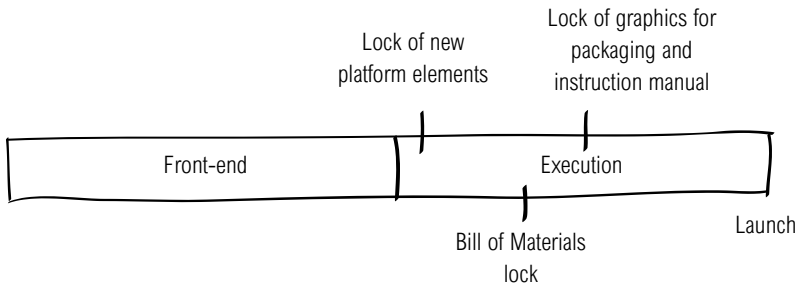 Lock of new
platform elements
Lock of graphics for
packaging and
instruction manual
Front-end
Execution
Bill of Materials
lock
Launch